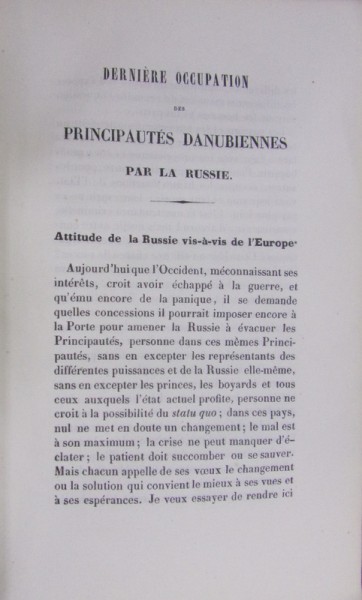 DERNIÈRE OCCUPATION
DES
PRINCIPAUTÉS DANUBIENNES
PAR LA RUSSIE.
Attitude de la Russie vis-à-vis de l'Europe·
Aujourd'hui que l'Occident, méconnaissant ses
intérêts, croit avoir échappé à la guerre, et
qu'ému encore de la panique, il se demande
quelles concessions il pourrait imposer encore à
la Porte pour amener la Russie à évacuer les
Principautés, personne dans ces mêmes Princi-
pautés, sans en excepter les représentants des
différentes puissances et de la Russie elle-même,
sans en excepter les princes, les boyards et tous
ceux auxquels l'état actuel profite, personne ne
croit à la possibilité du statu quo ; dans ces pays,
nul ne met en doute un changement ; le mal est
à son maximum ; la crise ne peut manquer d'é-
clater ; le patient doit succomber ou se sauver.
Mais chacun appelle de ses vœux le changement
ou la solution qui convient le mieux à ses vues et
à ses espérances. Je veux essayer de rendre ici